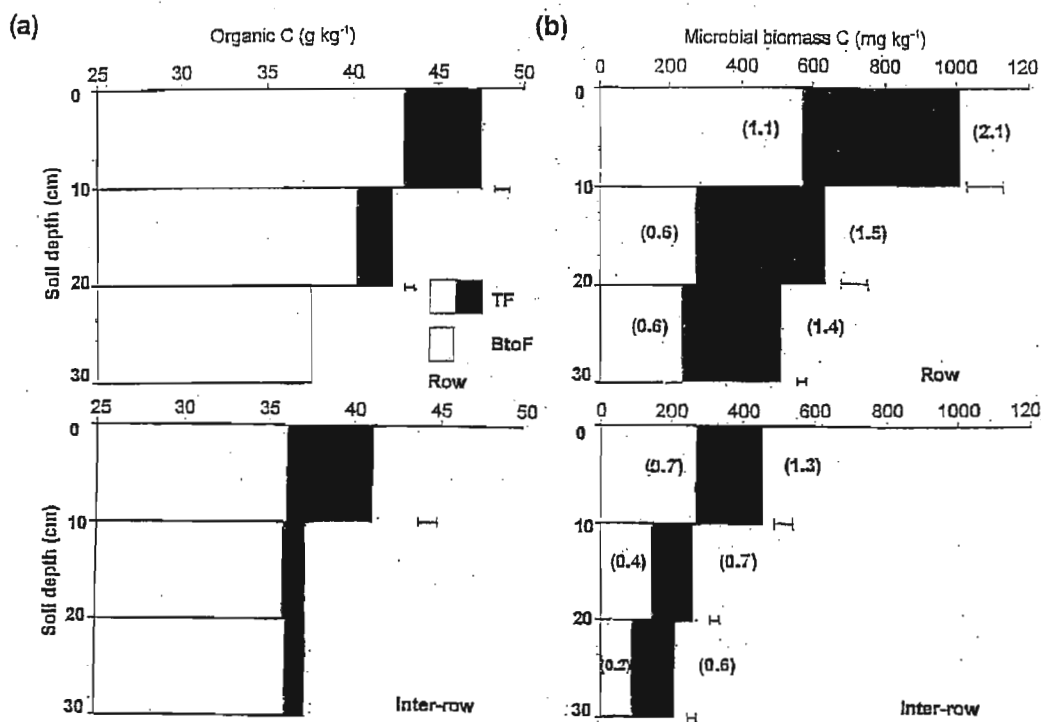 (a)
Organic C (g kg⁻¹)
25 30 35 40 45 50
0
10
20
30
Soil depth (cm)
TF
BtoF
Row
(b)
Microbial biomass C (mg kg⁻¹)
0 200 400 600 800 1000 120
0
10
20
30
(1.1) (2.1)
(0.6) (1.5)
(0.6) (1.4)
Row
25 30 35 40 45 50
0
10
20
30
Soil depth (cm)
Inter-row
0 200 400 600 800 1000 120
0
10
20
30
(0.7) (1.3)
(0.4) (0.7)
(0.2) (0.6)
Inter-row